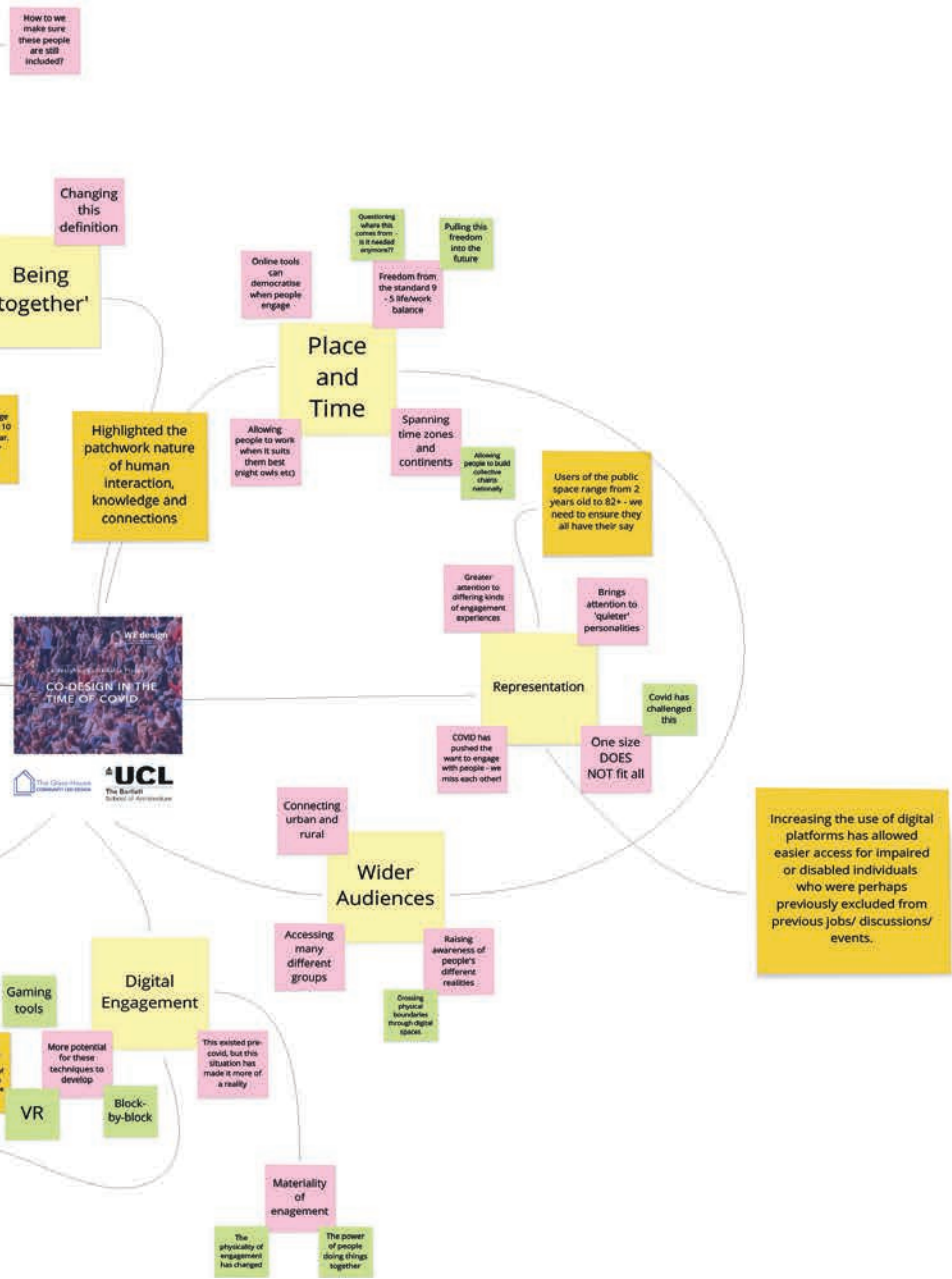 How to we
make sure
these people
are still
included?
Changing
this
definition
Being
together'
Questioning
where this
comes from -
is it needed
anymore??
Pulling this
freedom
into the
future
Online tools
can
democratise
when people
engage
Freedom from
the standard 9
- 5 life/work
balance
Place
and
Time
Allowing
people to work
when it suits
them best
(night owls etc)
Spanning
time zones
and
continents
Allowing
people to build
collective
chains
nationally
10
Highlighted the
patchwork nature
of human
interaction,
knowledge and
connections
Users of the public
space range from 2
years old to 82+ - we
need to ensure they
all have their say
Greater
attention to
differing kinds
of engagement
experiences
Brings
attention to
'quieter'
personalities
Representation
Covid has
challenged
this
COVID has
pushed the
want to engage
with people - we
miss each other!
One size
DOES
NOT fit all
WE design
CO-DESIGN IN THE
TIME OF COVID
The Glass-House
COMMUNITY LED DESIGN
UCL
The Bartlett
School of Architecture
Connecting
urban and
rural
Wider
Audiences
Accessing
many
different
groups
Raising
awareness of
people's
different
realities
Crossing
physical
boundaries
through digital
spaces
Increasing the use of digital
platforms has allowed
easier access for impaired
or disabled individuals
who were perhaps
previously excluded from
previous jobs/ discussions/
events.
Digital
Engagement
Gaming
tools
More potential
for these
techniques to
develop
This existed pre-
covid, but this
situation has
made it more of
a reality
VR
Block-
by-block
Materiality
of
enagement
The
physicality of
engagement
has changed
The power
of people
doing things
together